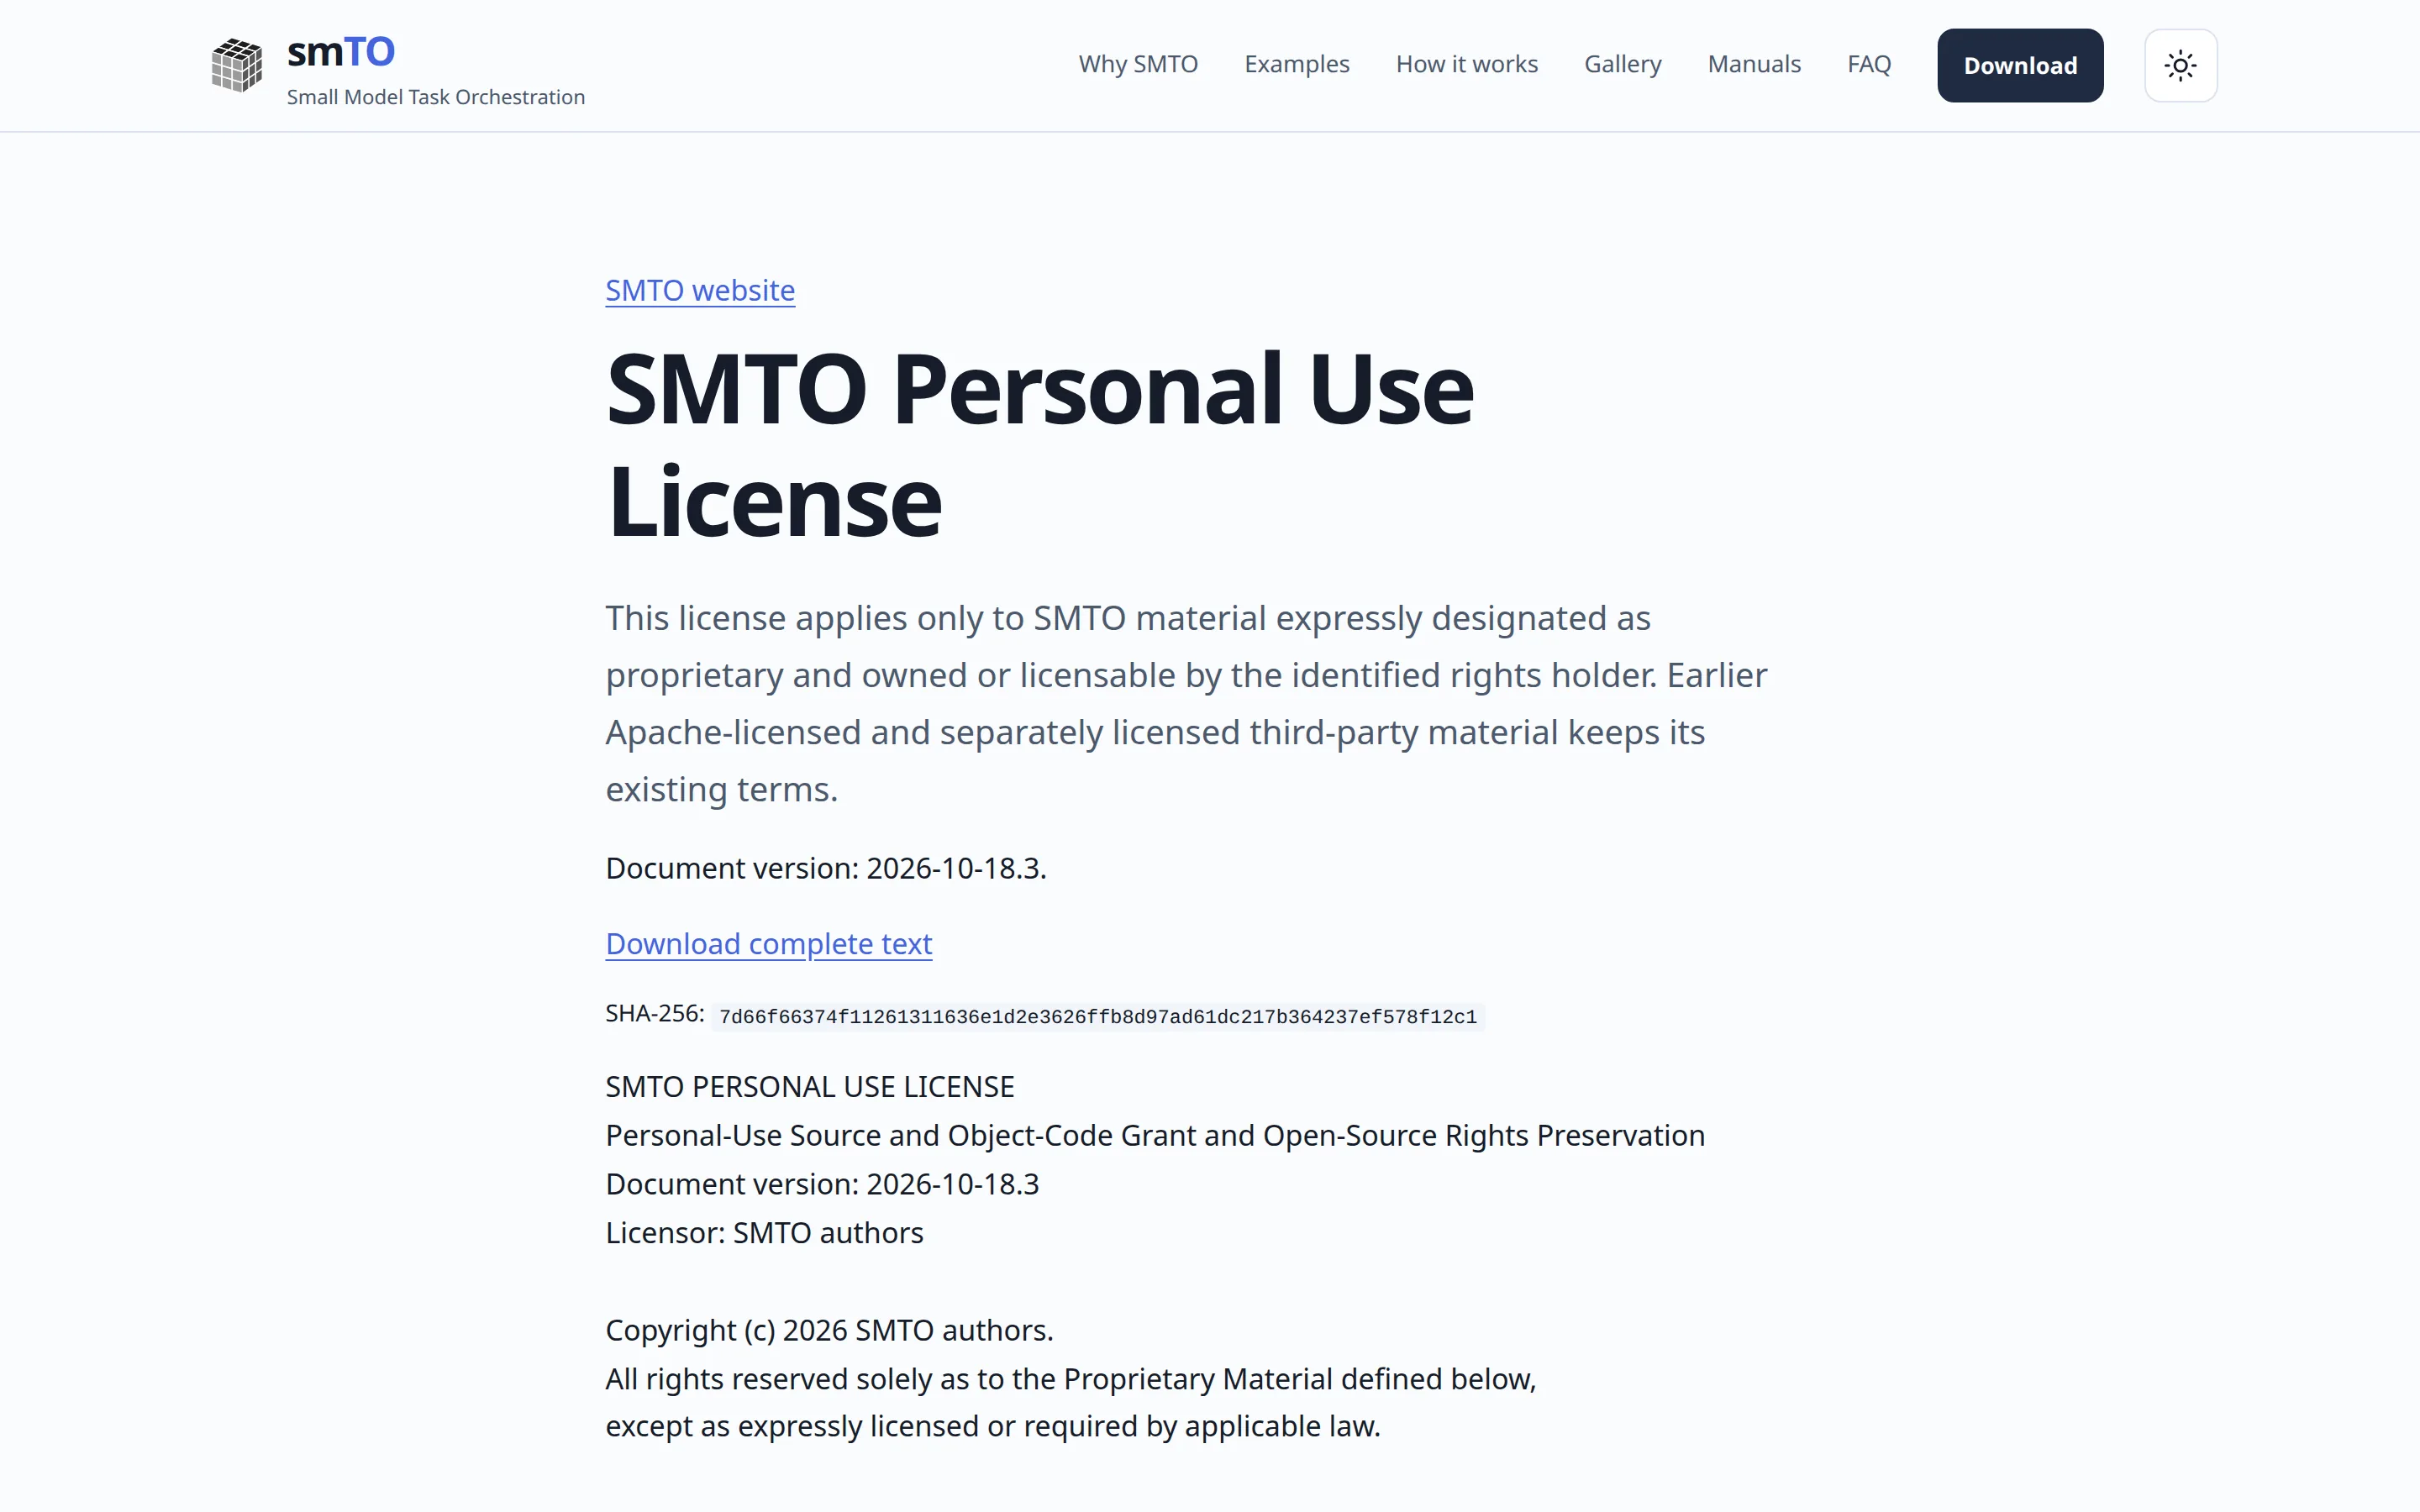 smTO
Small Model Task Orchestration
Why SMTO
Examples
How it works
Gallery
Manuals
FAQ
Download
SMTO website
SMTO Personal Use
License
This license applies only to SMTO material expressly designated as
proprietary and owned or licensable by the identified rights holder. Earlier
Apache-licensed and separately licensed third-party material keeps its
existing terms.
Document version: 2026-10-18.3.
Download complete text
SHA-256: 7d66f66374f11261311636e1d2e3626ffb8d97ad61dc217b364237ef578f12c1
SMTO PERSONAL USE LICENSE
Personal-Use Source and Object-Code Grant and Open-Source Rights Preservation
Document version: 2026-10-18.3
Licensor: SMTO authors
Copyright (c) 2026 SMTO authors.
All rights reserved solely as to the Proprietary Material defined below,
except as expressly licensed or required by applicable law.